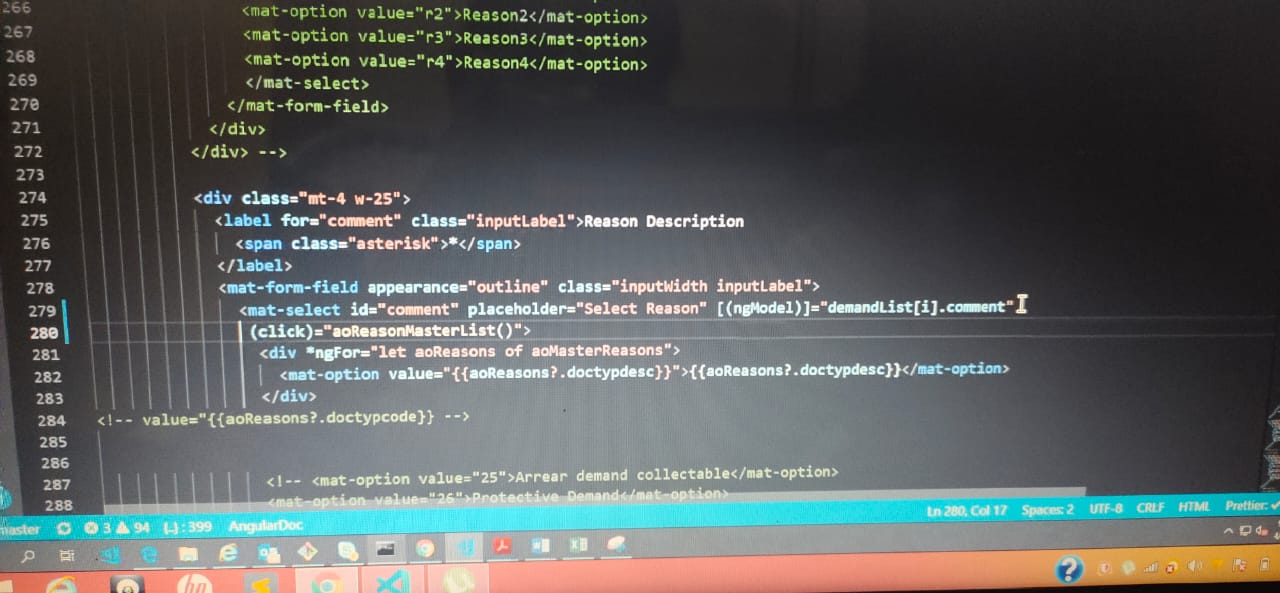 266 <mat-option value="r2">Reason2</mat-option>
267 <mat-option value="r3">Reason3</mat-option>
268 <mat-option value="r4">Reason4</mat-option>
269 </mat-select>
270 </mat-form-field>
271 </div>
272 </div> -->
273
274 <div class="mt-4 w-25">
275 <label for="comment" class="inputLabel">Reason Description
276 <span class="asterisk">*</span>
277 </label>
278 <mat-form-field appearance="outline" class="inputWidth inputLabel">
279 <mat-select id="comment" placeholder="Select Reason" [(ngModel)]="demandList[i].comment"
280 (click)="aoReasonMasterList()">
281 <div *ngFor="let aoReasons of aoMasterReasons">
282 <mat-option value="{{aoReasons?.doctypdesc}}">{{aoReasons?.doctypdesc}}</mat-option>
283 </div>
284 <!-- value="{{aoReasons?.doctypcode}} -->
285
286
287 <!-- <mat-option value="25">Arrear demand collectable</mat-option>
288 <mat-option value="26">Protective Demand</mat-option>
master 3 94 [..] : 399 AngularDoc Ln 280, Col 17 Spaces: 2 UTF-8 CRLF HTML Prettier: ✓
hp
?